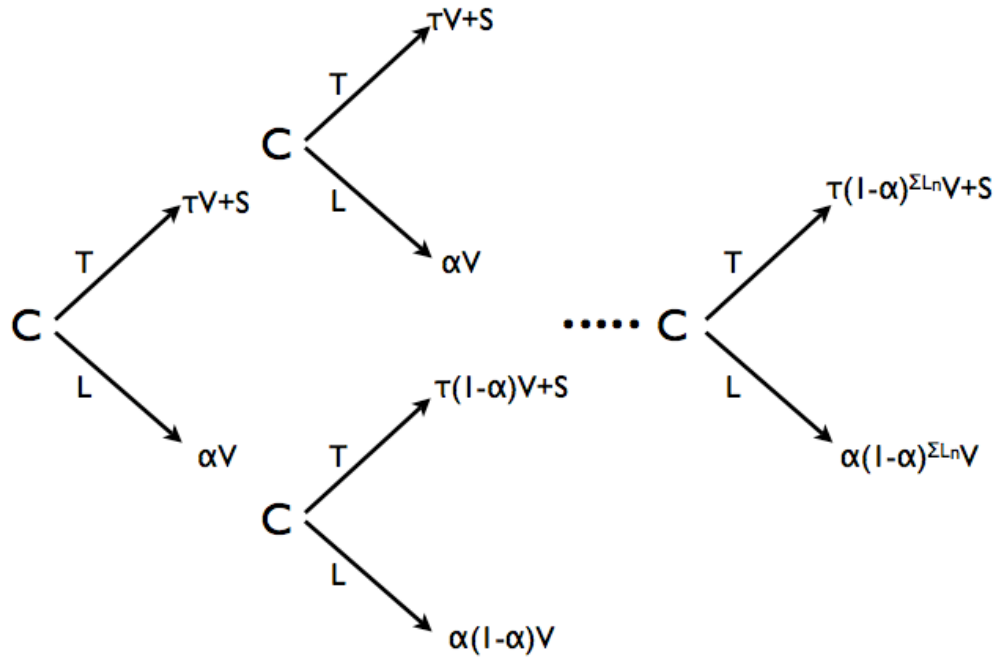 τV+S
T
C
L
αV
τV+S
T
C
L
αV
τ(1-α)V+S
T
C
L
α(1-α)V
.....
τ(1-α)^ΣLₙV+S
T
C
L
α(1-α)^ΣLₙV